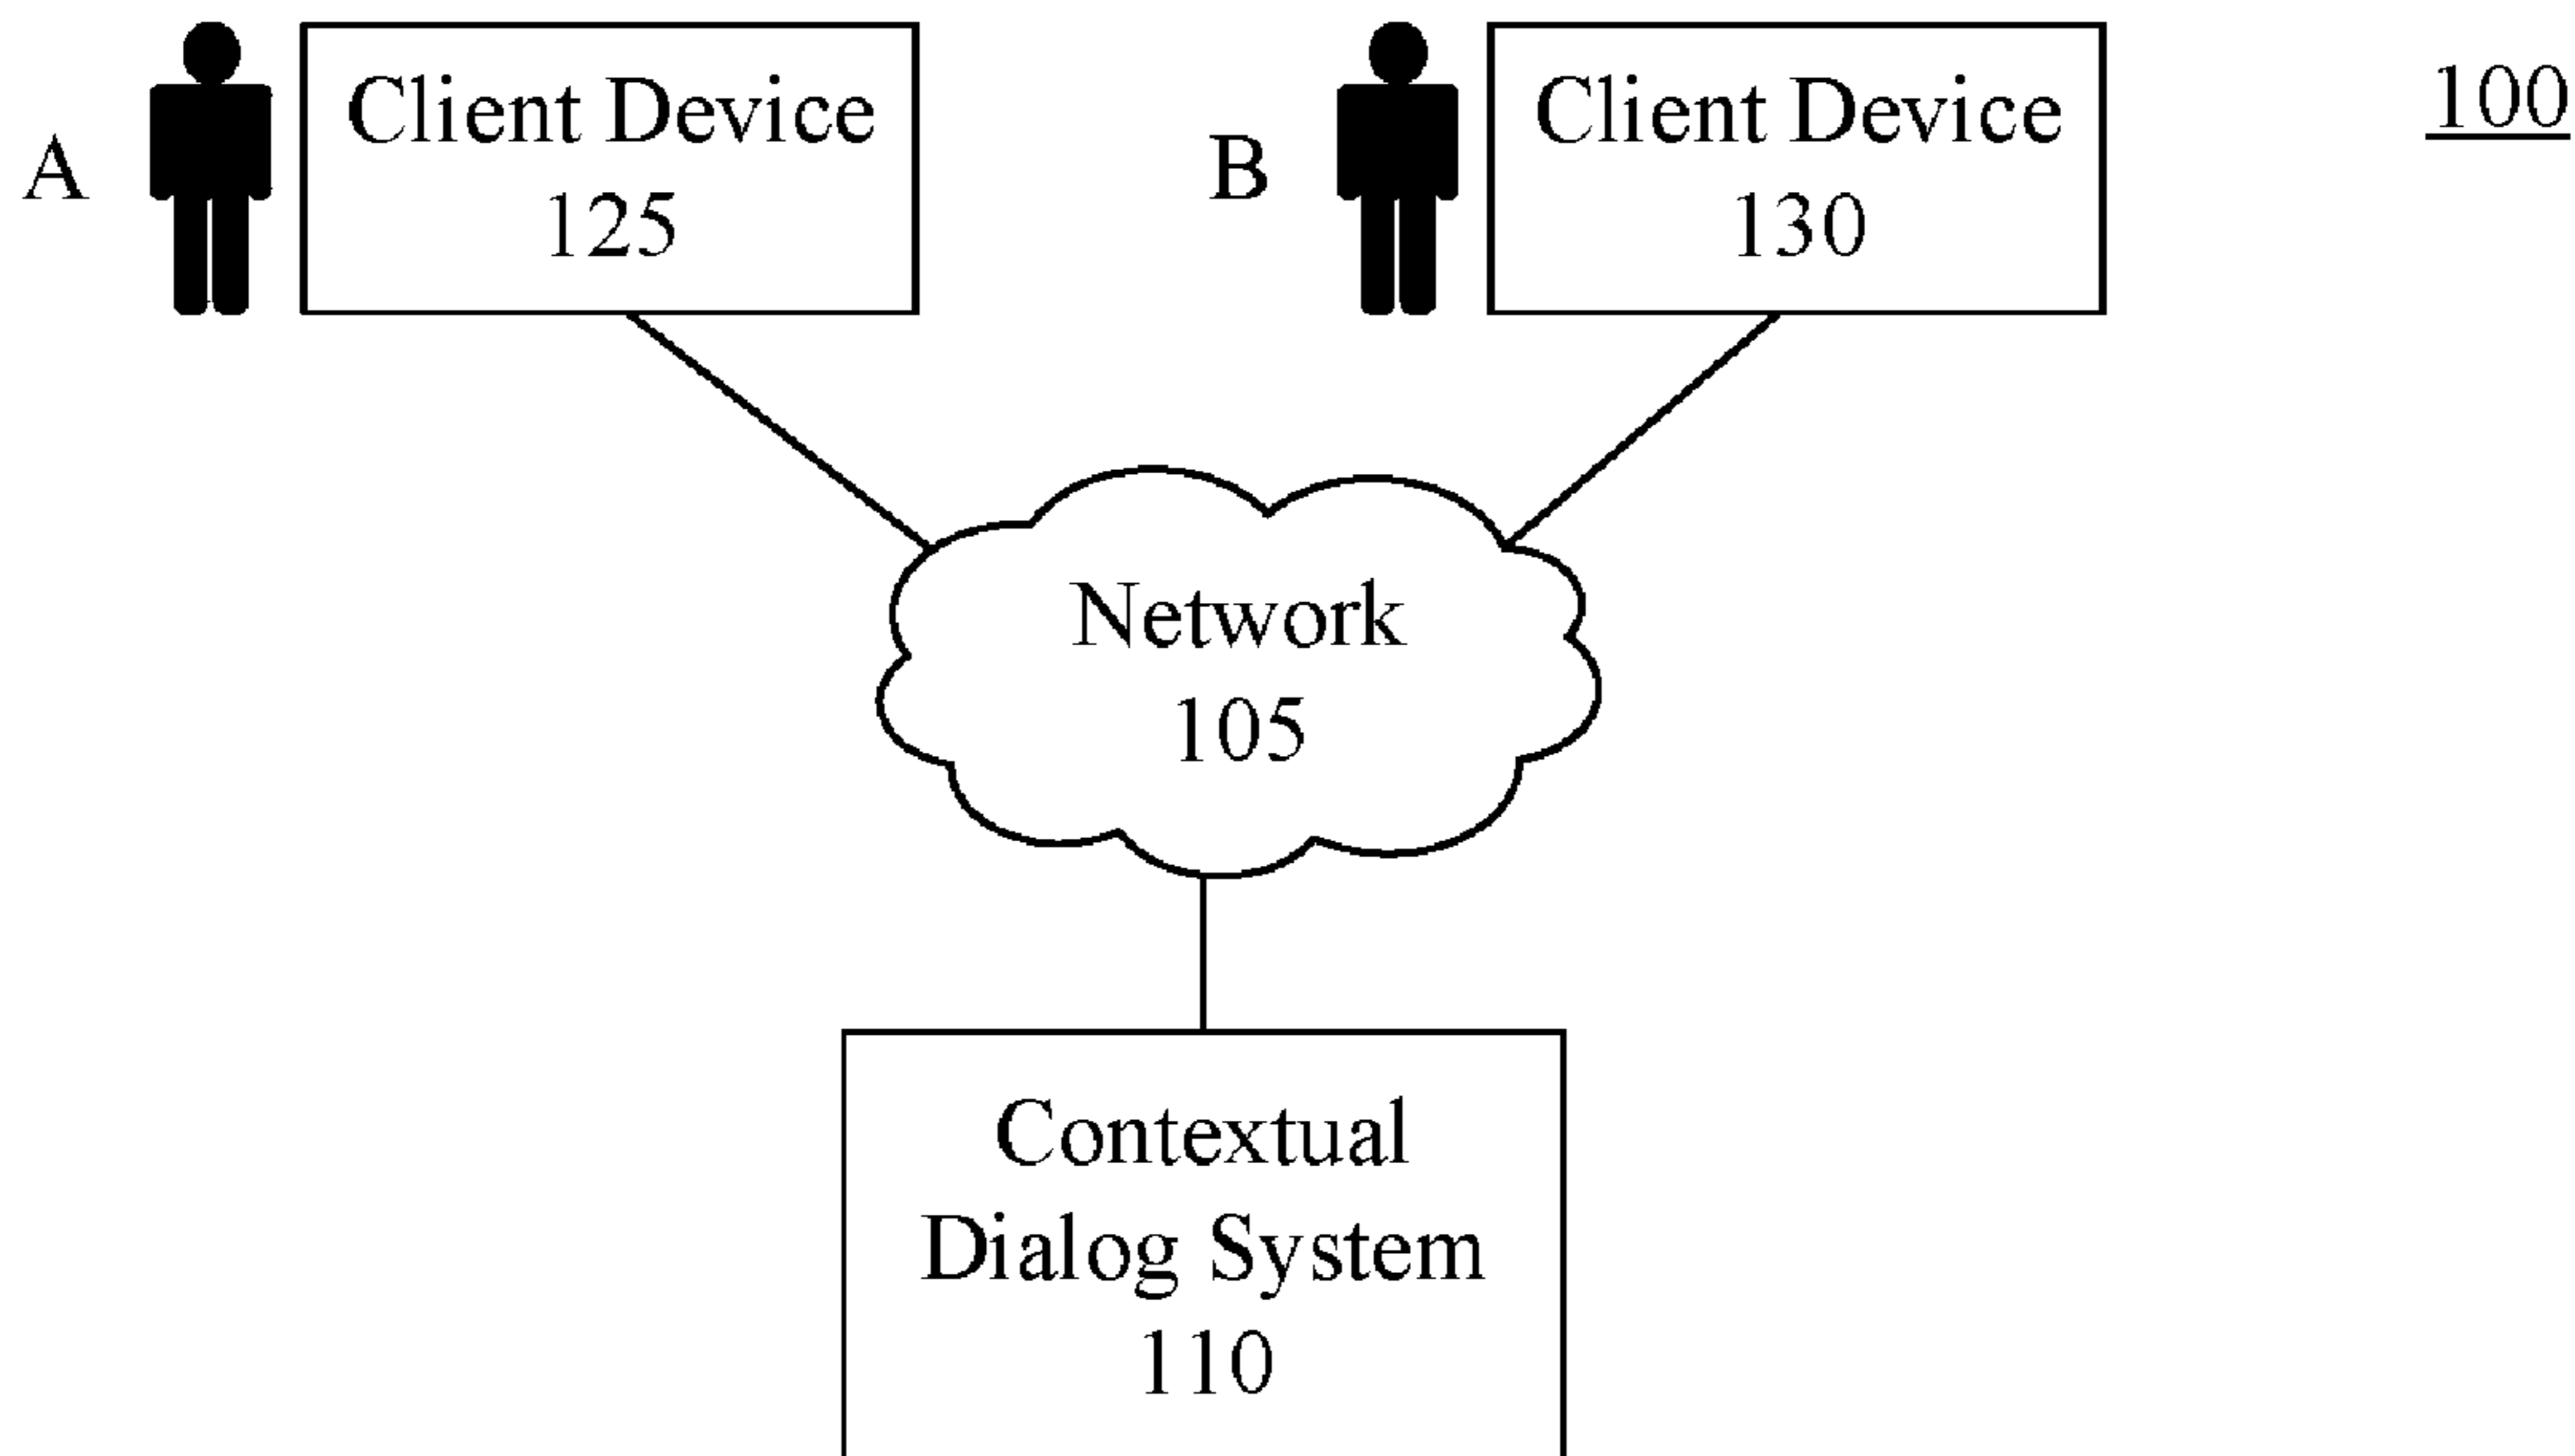 A
Client Device
125
B
Client Device
130
100
Network
105
Contextual
Dialog System
110